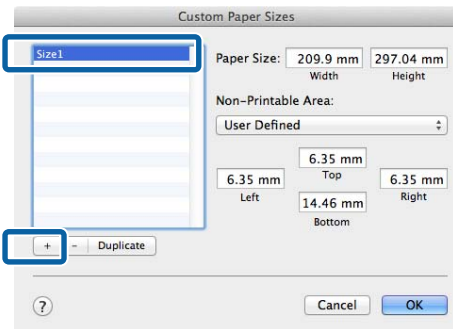 Custom Paper Sizes
Size1
Paper Size: 209.9 mm 297.04 mm
Width Height
Non-Printable Area:
User Defined
6.35 mm
Top
6.35 mm 6.35 mm
Left Right
14.46 mm
Bottom
+ - Duplicate
? Cancel OK